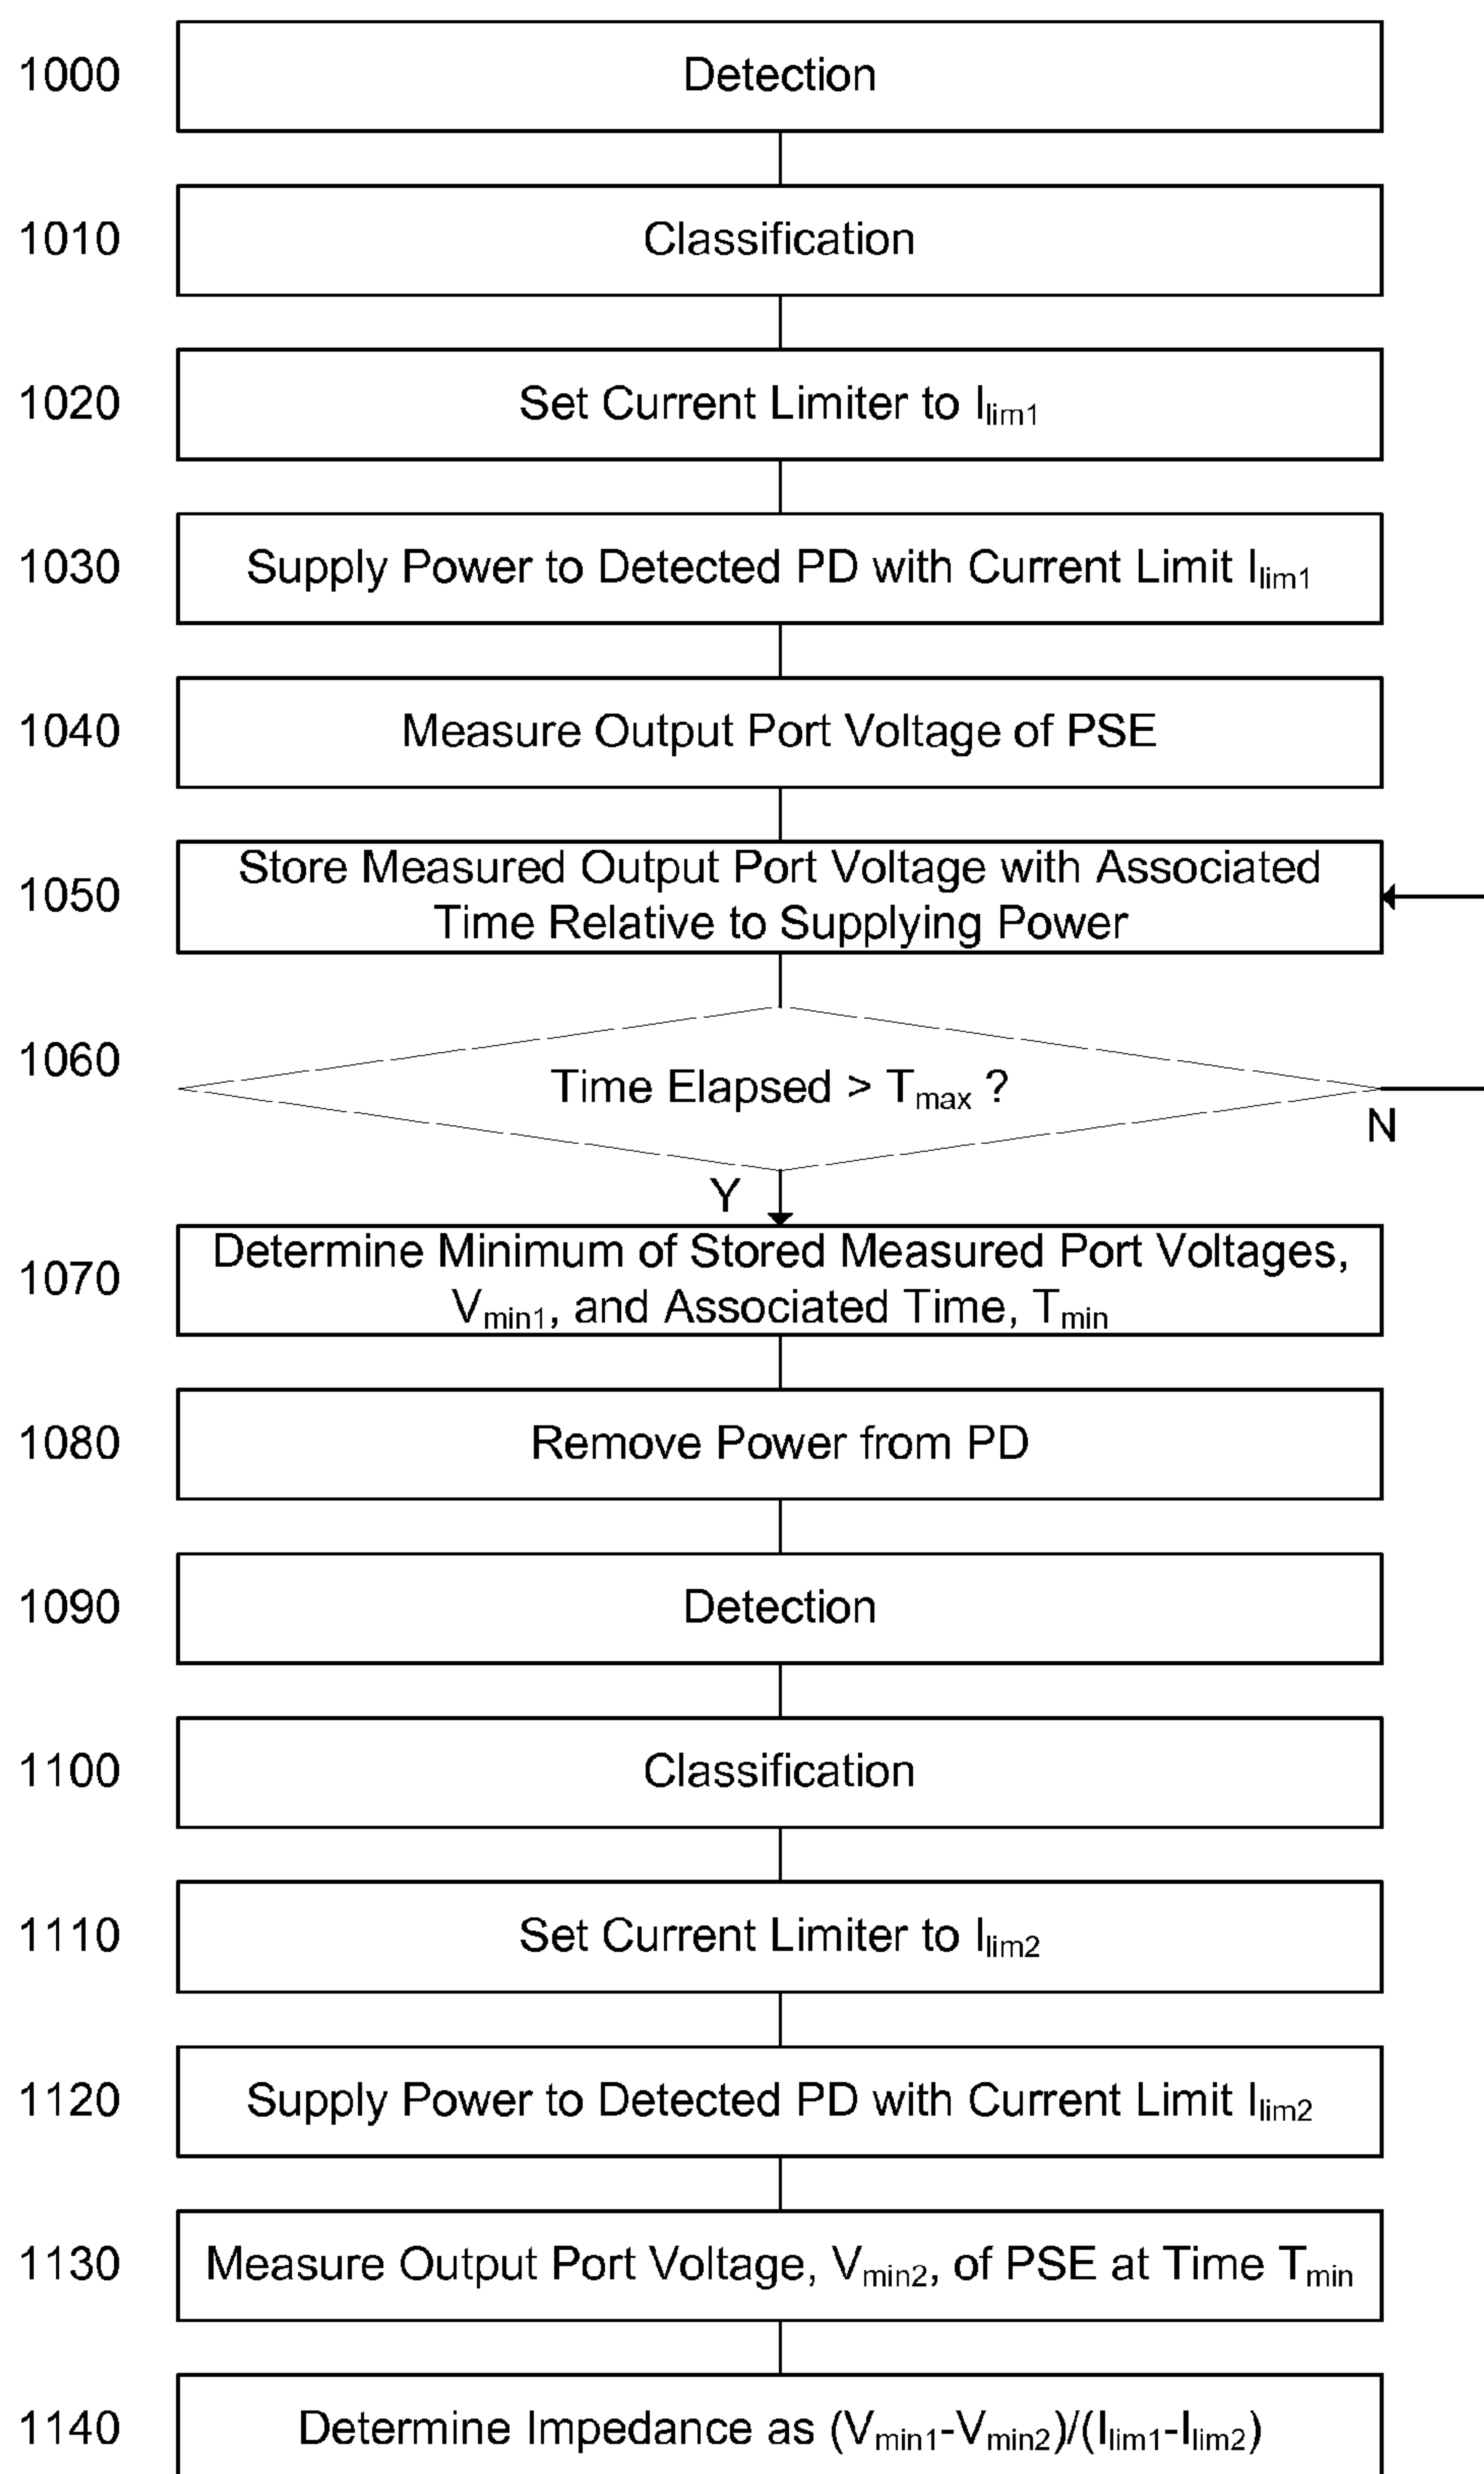 1000
Detection
1010
Classification
1020
Set Current Limiter to Ilim1
1030
Supply Power to Detected PD with Current Limit Ilim1
1040
Measure Output Port Voltage of PSE
1050
Store Measured Output Port Voltage with Associated
Time Relative to Supplying Power
1060
Time Elapsed > Tmax ?
N
Y
1070
Determine Minimum of Stored Measured Port Voltages,
Vmin1, and Associated Time, Tmin
1080
Remove Power from PD
1090
Detection
1100
Classification
1110
Set Current Limiter to Ilim2
1120
Supply Power to Detected PD with Current Limit Ilim2
1130
Measure Output Port Voltage, Vmin2, of PSE at Time Tmin
1140
Determine Impedance as (Vmin1-Vmin2)/(Ilim1-Ilim2)